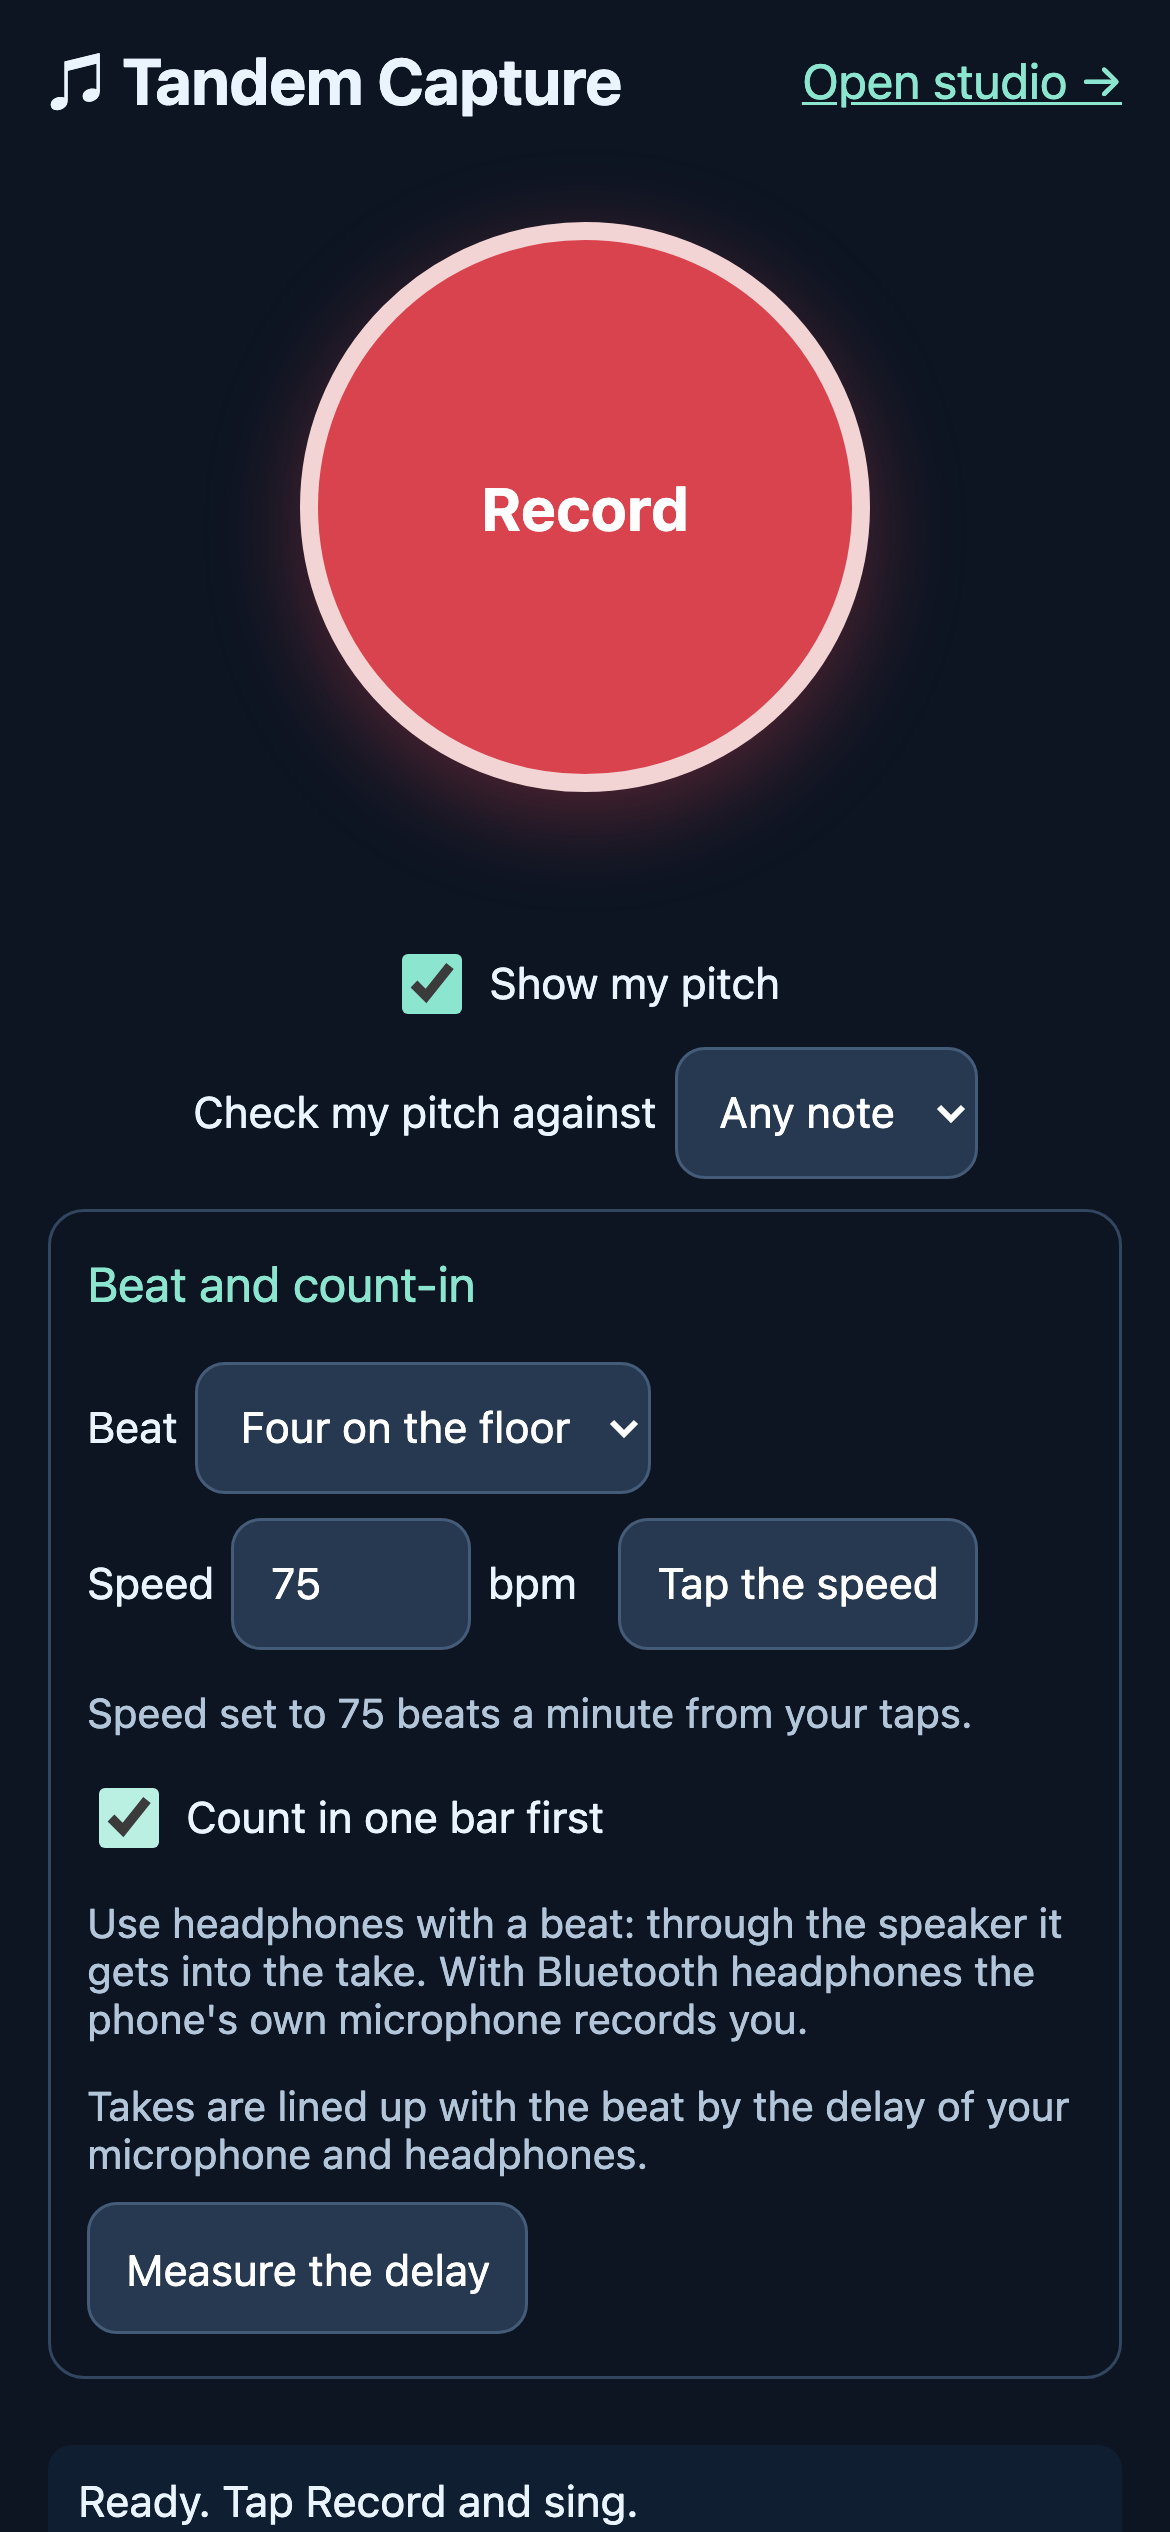 ♫ Tandem Capture
Open studio →
Record
Show my pitch
Check my pitch against Any note
Beat and count-in
Beat Four on the floor
Speed 75 bpm Tap the speed
Speed set to 75 beats a minute from your taps.
Count in one bar first
Use headphones with a beat: through the speaker it
gets into the take. With Bluetooth headphones the
phone's own microphone records you.
Takes are lined up with the beat by the delay of your
microphone and headphones.
Measure the delay
Ready. Tap Record and sing.